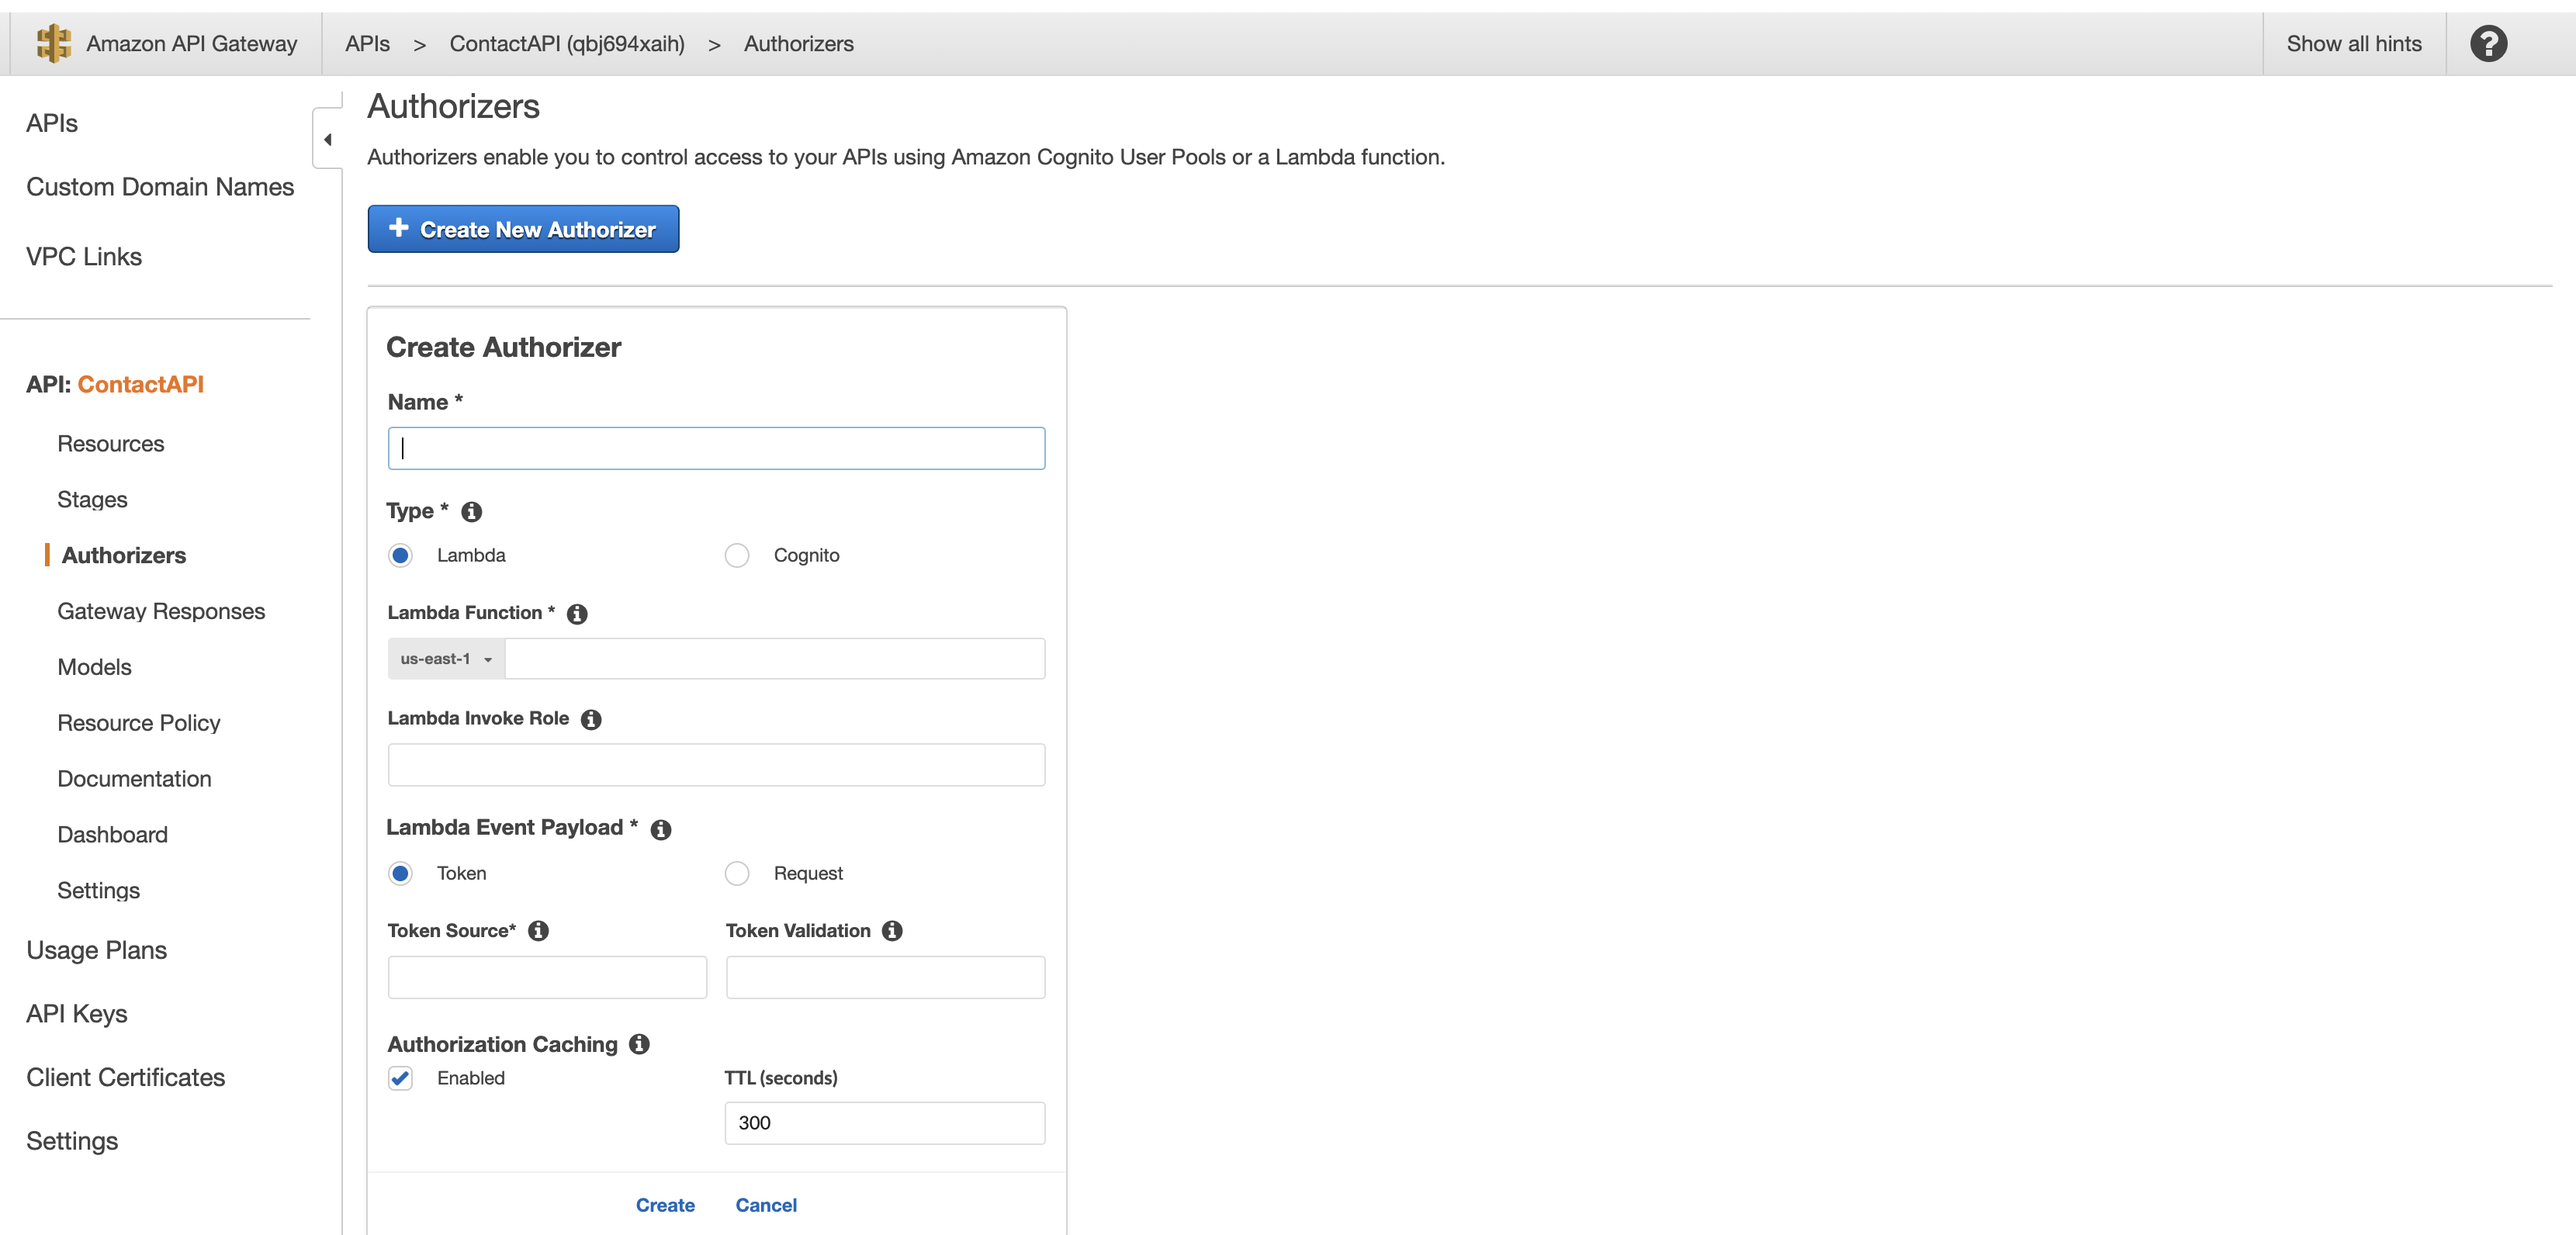 Amazon API Gateway
APIs > ContactAPI (qbj694xaih) > Authorizers
Show all hints
?
APIs
Custom Domain Names
VPC Links
API: ContactAPI
Resources
Stages
Authorizers
Gateway Responses
Models
Resource Policy
Documentation
Dashboard
Settings
Usage Plans
API Keys
Client Certificates
Settings
Authorizers
Authorizers enable you to control access to your APIs using Amazon Cognito User Pools or a Lambda function.
+ Create New Authorizer
Create Authorizer
Name *
Type *
Lambda
Cognito
Lambda Function *
us-east-1
Lambda Invoke Role
Lambda Event Payload *
Token
Request
Token Source*
Token Validation
Authorization Caching
Enabled
TTL (seconds)
300
Create
Cancel